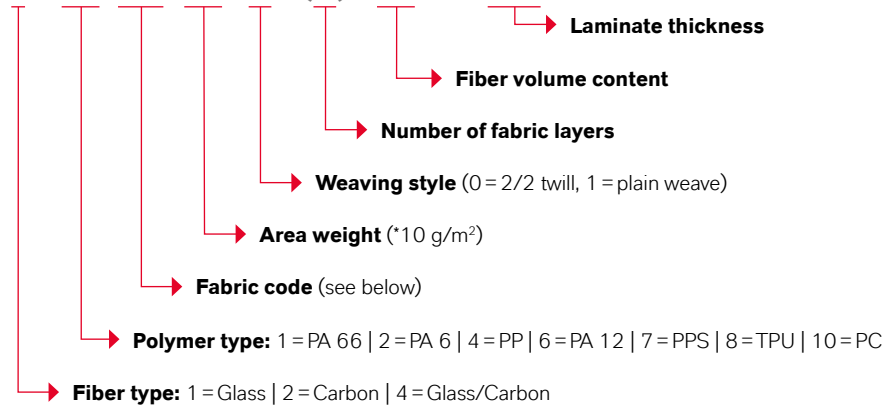 Laminate thickness
Fiber volume content
Number of fabric layers
Weaving style (0 = 2/2 twill, 1 = plain weave)
Area weight (*10 g/m²)
Fabric code (see below)
Polymer type: 1 = PA 66 | 2 = PA 6 | 4 = PP | 6 = PA 12 | 7 = PPS | 8 = TPU | 10 = PC
Fiber type: 1 = Glass | 2 = Carbon | 4 = Glass/Carbon